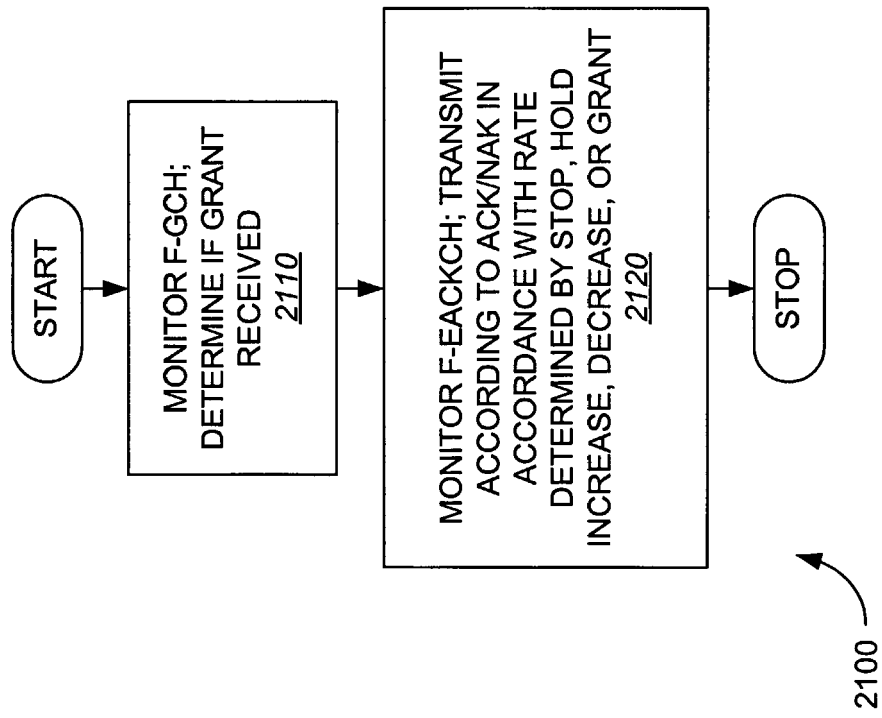 START
MONITOR F-GCH;
DETERMINE IF GRANT
RECEIVED
2110
MONITOR F-EACKCH; TRANSMIT
ACCORDING TO ACK/NAK IN
ACCORDANCE WITH RATE
DETERMINED BY STOP, HOLD
INCREASE, DECREASE, OR GRANT
2120
STOP
2100